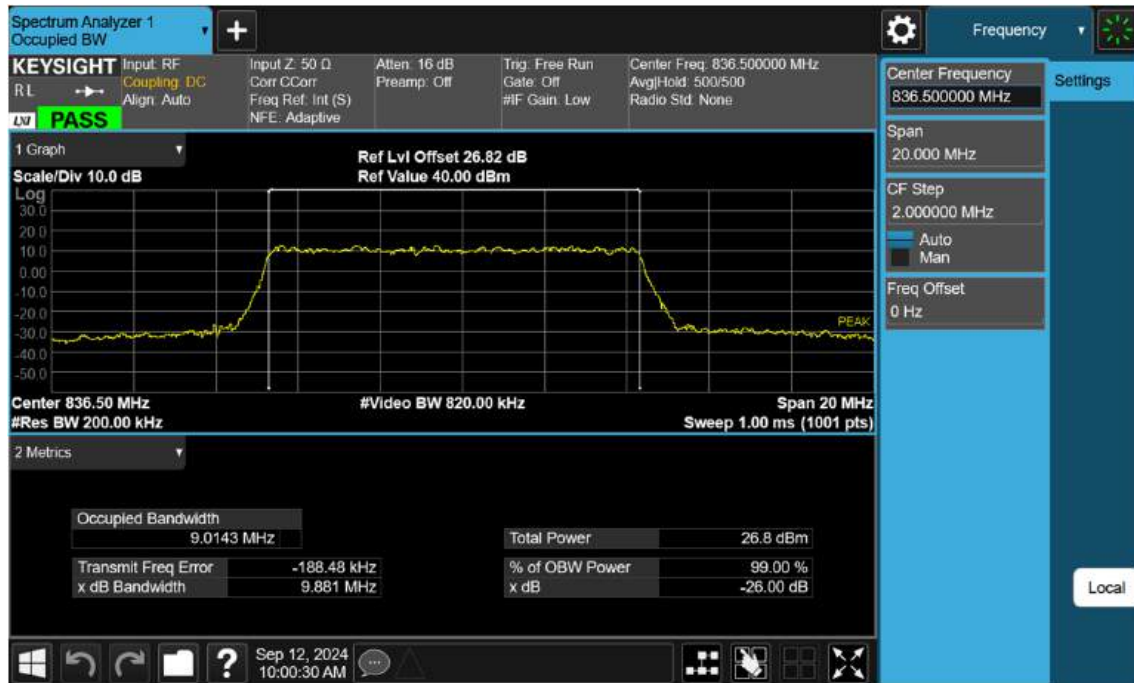 Spectrum Analyzer 1
Occupied BW
Frequency
KEYSIGHT
RL
LXI
PASS
Input: RF
Coupling: DC
Align: Auto
Input Z: 50 Ω
Corr CCorr
Freq Ref: Int (S)
NFE: Adaptive
Atten: 16 dB
Preamp: Off
Trig: Free Run
Gate: Off
#IF Gain: Low
Center Freq: 836.500000 MHz
Avg|Hold: 500/500
Radio Std: None
Center Frequency
836.500000 MHz
Settings
Span
20.000 MHz
CF Step
2.000000 MHz
Auto
Man
Freq Offset
0 Hz
1 Graph
Scale/Div 10.0 dB
Ref Lvl Offset 26.82 dB
Ref Value 40.00 dBm
Log
30.0
20.0
10.0
0.00
-10.0
-20.0
-30.0
-40.0
-50.0
PEAK
Center 836.50 MHz
#Video BW 820.00 kHz
Span 20 MHz
#Res BW 200.00 kHz
Sweep 1.00 ms (1001 pts)
2 Metrics
Occupied Bandwidth
9.0143 MHz
Total Power 26.8 dBm
Transmit Freq Error -188.48 kHz
% of OBW Power 99.00 %
x dB Bandwidth 9.881 MHz
x dB -26.00 dB
Local
?
Sep 12, 2024
10:00:30 AM